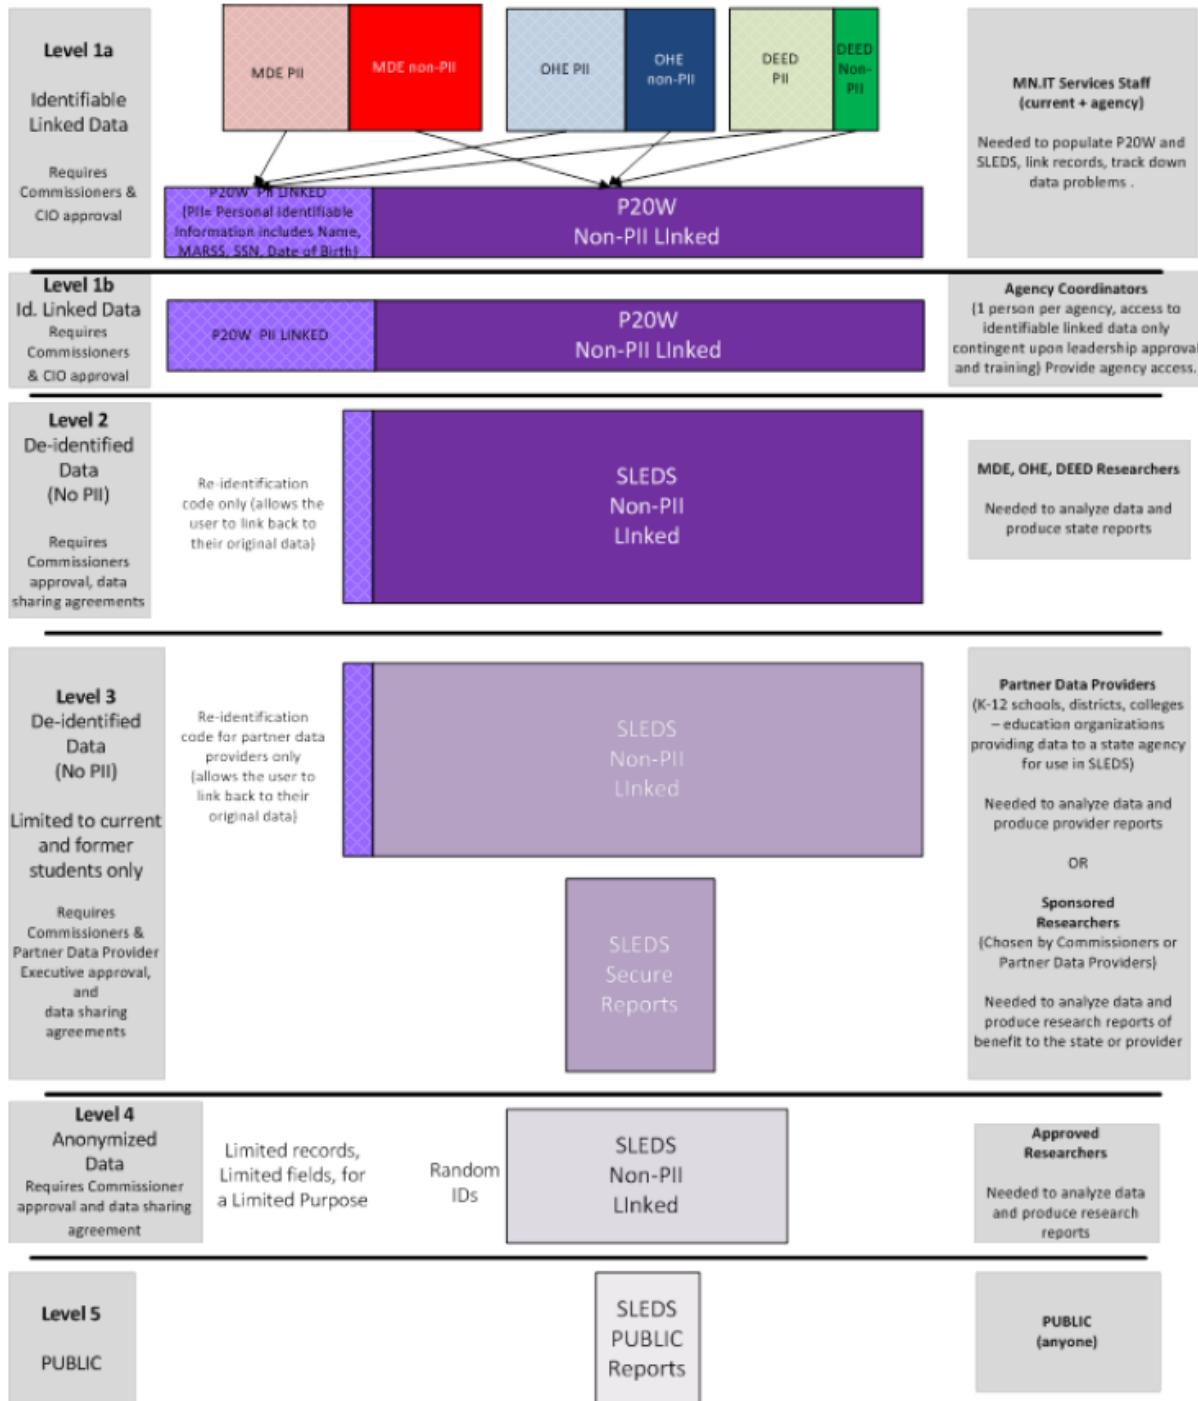 Level 1a
Identifiable
Linked Data
Requires
Commissioners &
CIO approval
MDE PII
MDE non-PII
OHE PII
OHE
non-PII
DEED
PII
DEED
Non-
PII
P20W PII LINKED
(PII= Personal Identifiable
Information includes Name,
MARSS, SSN, Date of Birth)
P20W
Non-PII LInked
MN.IT Services Staff
(current + agency)
Needed to populate P20W and
SLEDS, link records, track down
data problems .
Level 1b
Id. Linked Data
Requires
Commissioners
& CIO approval
P20W PII LINKED
P20W
Non-PII LInked
Agency Coordinators
(1 person per agency, access to
identifiable linked data only
contingent upon leadership approval
and training) Provide agency access.
Level 2
De-identified
Data
(No PII)
Requires
Commissioners
approval, data
sharing agreements
Re-identification
code only (allows the
user to link back to
their original data)
SLEDS
Non-PII
LInked
MDE, OHE, DEED Researchers
Needed to analyze data and
produce state reports
Level 3
De-identified
Data
(No PII)
Limited to current
and former
students only
Requires
Commissioners &
Partner Data Provider
Executive approval,
and
data sharing
agreements
Re-identification
code for partner data
providers only
(allows the user to
link back to their
original data)
SLEDS
Non-PII
LInked
SLEDS
Secure
Reports
Partner Data Providers
(K-12 schools, districts, colleges
– education organizations
providing data to a state agency
for use in SLEDS)
Needed to analyze data and
produce provider reports
OR
Sponsored
Researchers
(Chosen by Commissioners or
Partner Data Providers)
Needed to analyze data and
produce research reports of
benefit to the state or provider
Level 4
Anonymized
Data
Requires Commissioner
approval and data sharing
agreement
Limited records,
Limited fields, for
a Limited Purpose
Random
IDs
SLEDS
Non-PII
LInked
Approved
Researchers
Needed to analyze data
and produce research
reports
Level 5
PUBLIC
SLEDS
PUBLIC
Reports
PUBLIC
(anyone)